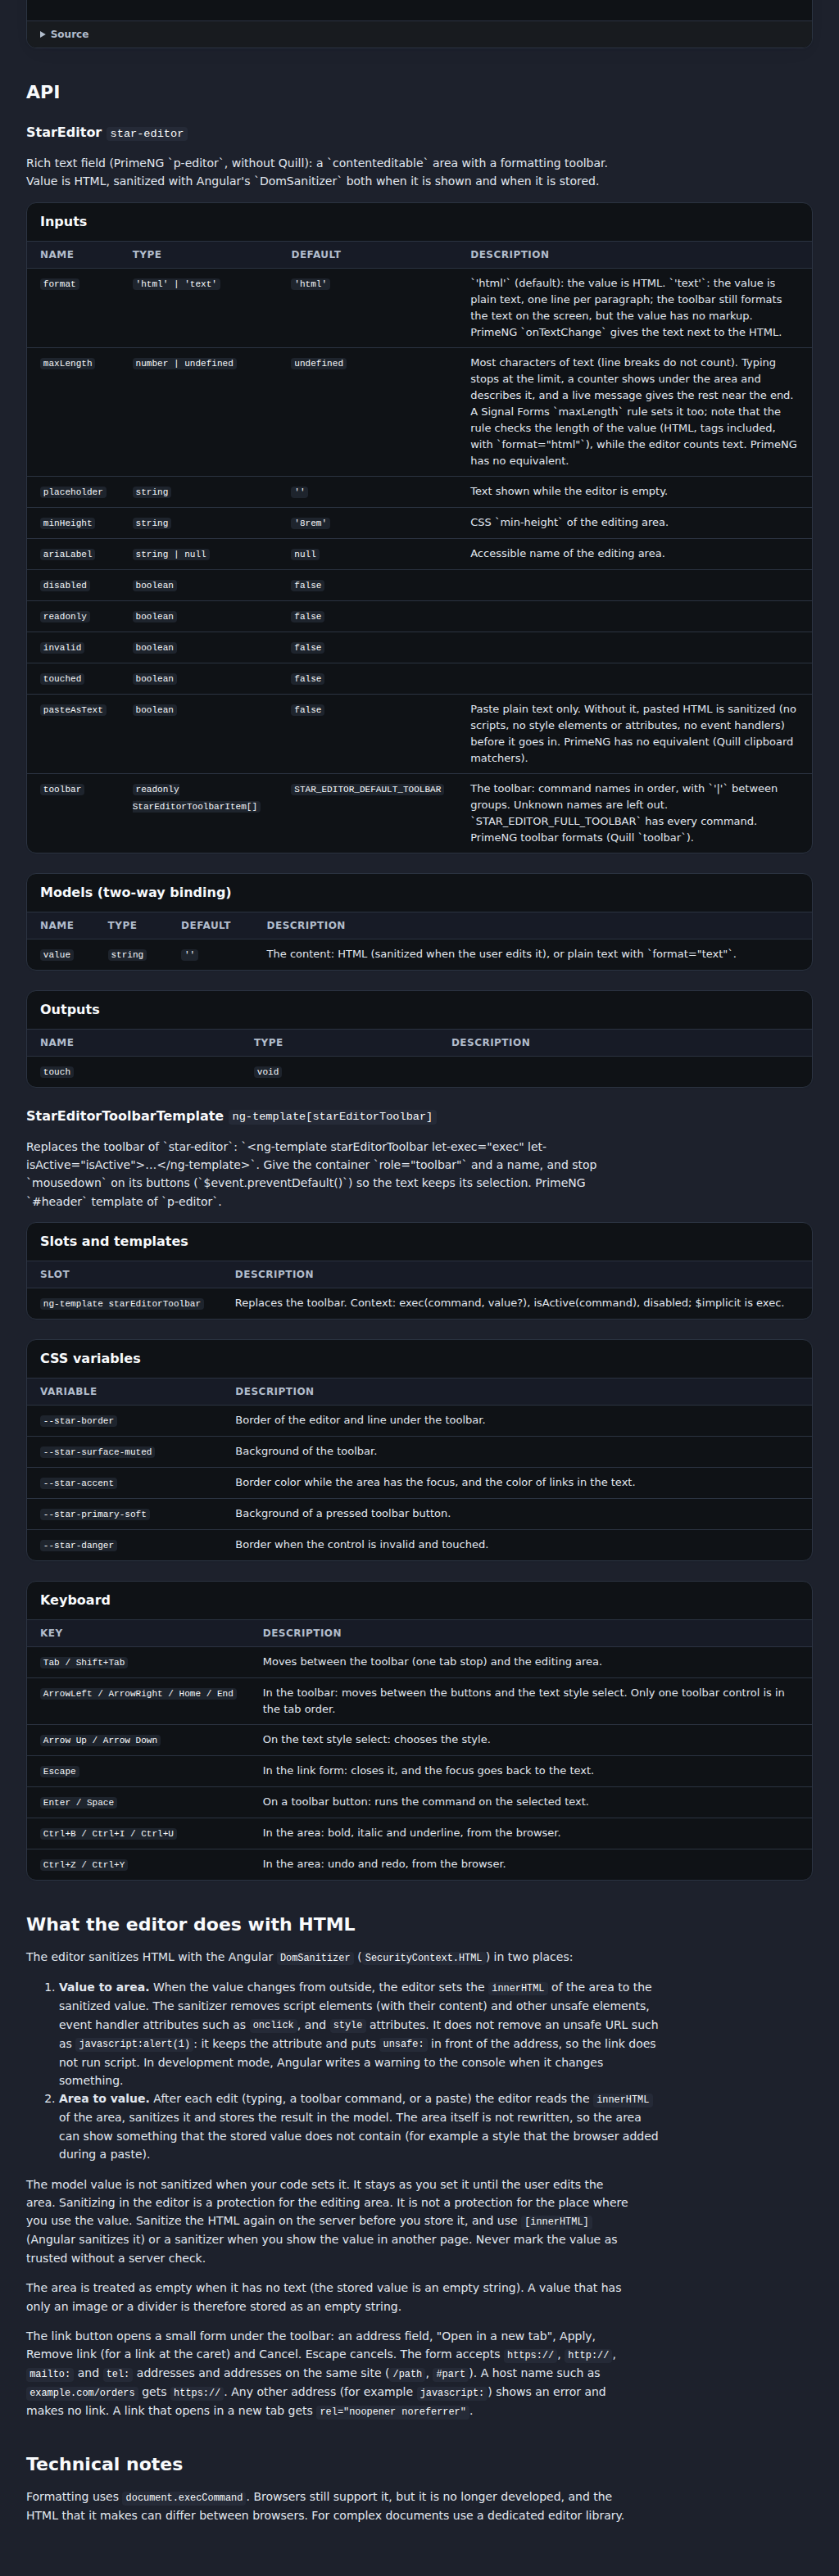 Source
API
StarEditor star-editor
Rich text field (PrimeNG `p-editor`, without Quill): a `contenteditable` area with a formatting toolbar.
Value is HTML, sanitized with Angular's `DomSanitizer` both when it is shown and when it is stored.
Inputs
NAME TYPE DEFAULT DESCRIPTION
format 'html' | 'text' 'html' `'html'` (default): the value is HTML. `'text'`: the value is
plain text, one line per paragraph; the toolbar still formats
the text on the screen, but the value has no markup.
PrimeNG `onTextChange` gives the text next to the HTML.
maxLength number | undefined undefined Most characters of text (line breaks do not count). Typing
stops at the limit, a counter shows under the area and
describes it, and a live message gives the rest near the end.
A Signal Forms `maxLength` rule sets it too; note that the
rule checks the length of the value (HTML, tags included,
with `format="html"`), while the editor counts text. PrimeNG
has no equivalent.
placeholder string '' Text shown while the editor is empty.
minHeight string '8rem' CSS `min-height` of the editing area.
ariaLabel string | null null Accessible name of the editing area.
disabled boolean false
readonly boolean false
invalid boolean false
touched boolean false
pasteAsText boolean false Paste plain text only. Without it, pasted HTML is sanitized (no
scripts, no style elements or attributes, no event handlers)
before it goes in. PrimeNG has no equivalent (Quill clipboard
matchers).
toolbar readonly STAR_EDITOR_DEFAULT_TOOLBAR The toolbar: command names in order, with `'|'` between
StarEditorToolbarItem[] groups. Unknown names are left out.
`STAR_EDITOR_FULL_TOOLBAR` has every command.
PrimeNG toolbar formats (Quill `toolbar`).
Models (two-way binding)
NAME TYPE DEFAULT DESCRIPTION
value string '' The content: HTML (sanitized when the user edits it), or plain text with `format="text"`.
Outputs
NAME TYPE DESCRIPTION
touch void
StarEditorToolbarTemplate ng-template[starEditorToolbar]
Replaces the toolbar of `star-editor`: `<ng-template starEditorToolbar let-exec="exec" let-
isActive="isActive">…</ng-template>`. Give the container `role="toolbar"` and a name, and stop
`mousedown` on its buttons (`$event.preventDefault()`) so the text keeps its selection. PrimeNG
`#header` template of `p-editor`.
Slots and templates
SLOT DESCRIPTION
ng-template starEditorToolbar Replaces the toolbar. Context: exec(command, value?), isActive(command), disabled; $implicit is exec.
CSS variables
VARIABLE DESCRIPTION
--star-border Border of the editor and line under the toolbar.
--star-surface-muted Background of the toolbar.
--star-accent Border color while the area has the focus, and the color of links in the text.
--star-primary-soft Background of a pressed toolbar button.
--star-danger Border when the control is invalid and touched.
Keyboard
KEY DESCRIPTION
Tab / Shift+Tab Moves between the toolbar (one tab stop) and the editing area.
ArrowLeft / ArrowRight / Home / End In the toolbar: moves between the buttons and the text style select. Only one toolbar control is in
the tab order.
Arrow Up / Arrow Down On the text style select: chooses the style.
Escape In the link form: closes it, and the focus goes back to the text.
Enter / Space On a toolbar button: runs the command on the selected text.
Ctrl+B / Ctrl+I / Ctrl+U In the area: bold, italic and underline, from the browser.
Ctrl+Z / Ctrl+Y In the area: undo and redo, from the browser.
What the editor does with HTML
The editor sanitizes HTML with the Angular DomSanitizer (SecurityContext.HTML) in two places:
1. Value to area. When the value changes from outside, the editor sets the innerHTML of the area to the
sanitized value. The sanitizer removes script elements (with their content) and other unsafe elements,
event handler attributes such as onclick, and style attributes. It does not remove an unsafe URL such
as javascript:alert(1): it keeps the attribute and puts unsafe: in front of the address, so the link does
not run script. In development mode, Angular writes a warning to the console when it changes
something.
2. Area to value. After each edit (typing, a toolbar command, or a paste) the editor reads the innerHTML
of the area, sanitizes it and stores the result in the model. The area itself is not rewritten, so the area
can show something that the stored value does not contain (for example a style that the browser added
during a paste).
The model value is not sanitized when your code sets it. It stays as you set it until the user edits the
area. Sanitizing in the editor is a protection for the editing area. It is not a protection for the place where
you use the value. Sanitize the HTML again on the server before you store it, and use [innerHTML]
(Angular sanitizes it) or a sanitizer when you show the value in another page. Never mark the value as
trusted without a server check.
The area is treated as empty when it has no text (the stored value is an empty string). A value that has
only an image or a divider is therefore stored as an empty string.
The link button opens a small form under the toolbar: an address field, "Open in a new tab", Apply,
Remove link (for a link at the caret) and Cancel. Escape cancels. The form accepts https://, http://,
mailto: and tel: addresses and addresses on the same site (/path, #part). A host name such as
example.com/orders gets https://. Any other address (for example javascript:) shows an error and
makes no link. A link that opens in a new tab gets rel="noopener noreferrer".
Technical notes
Formatting uses document.execCommand. Browsers still support it, but it is no longer developed, and the
HTML that it makes can differ between browsers. For complex documents use a dedicated editor library.